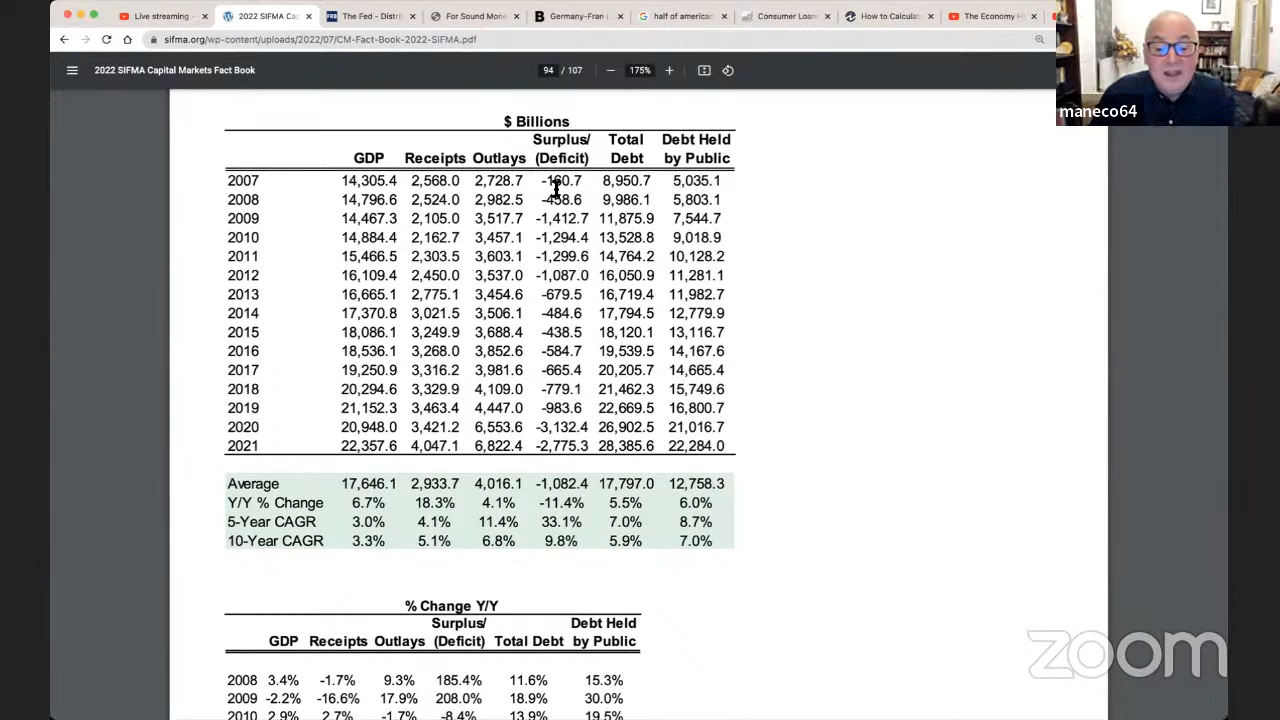 Live streaming
2022 SIFMA Cap
The Fed - Distri
For Sound Mone
Germany-Fran L
half of american
Consumer Loan
How to Calculat
The Economy H
sifma.org/wp-content/uploads/2022/07/CM-Fact-Book-2022-SIFMA.pdf
2022 SIFMA Capital Markets Fact Book
94 / 107
175%
maneco64
$ Billions
Surplus/ Total Debt Held
GDP Receipts Outlays (Deficit) Debt by Public
2007 14,305.4 2,568.0 2,728.7 -160.7 8,950.7 5,035.1
2008 14,796.6 2,524.0 2,982.5 -458.6 9,986.1 5,803.1
2009 14,467.3 2,105.0 3,517.7 -1,412.7 11,875.9 7,544.7
2010 14,884.4 2,162.7 3,457.1 -1,294.4 13,528.8 9,018.9
2011 15,466.5 2,303.5 3,603.1 -1,299.6 14,764.2 10,128.2
2012 16,109.4 2,450.0 3,537.0 -1,087.0 16,050.9 11,281.1
2013 16,665.1 2,775.1 3,454.6 -679.5 16,719.4 11,982.7
2014 17,370.8 3,021.5 3,506.1 -484.6 17,794.5 12,779.9
2015 18,086.1 3,249.9 3,688.4 -438.5 18,120.1 13,116.7
2016 18,536.1 3,268.0 3,852.6 -584.7 19,539.5 14,167.6
2017 19,250.9 3,316.2 3,981.6 -665.4 20,205.7 14,665.4
2018 20,294.6 3,329.9 4,109.0 -779.1 21,462.3 15,749.6
2019 21,152.3 3,463.4 4,447.0 -983.6 22,669.5 16,800.7
2020 20,948.0 3,421.2 6,553.6 -3,132.4 26,902.5 21,016.7
2021 22,357.6 4,047.1 6,822.4 -2,775.3 28,385.6 22,284.0
Average 17,646.1 2,933.7 4,016.1 -1,082.4 17,797.0 12,758.3
Y/Y % Change 6.7% 18.3% 4.1% -11.4% 5.5% 6.0%
5-Year CAGR 3.0% 4.1% 11.4% 33.1% 7.0% 8.7%
10-Year CAGR 3.3% 5.1% 6.8% 9.8% 5.9% 7.0%
% Change Y/Y
Surplus/ Debt Held
GDP Receipts Outlays (Deficit) Total Debt by Public
2008 3.4% -1.7% 9.3% 185.4% 11.6% 15.3%
2009 -2.2% -16.6% 17.9% 208.0% 18.9% 30.0%
2010 2.9% 2.7% -1.7% -8.4% 13.9% 19.5%
zoom